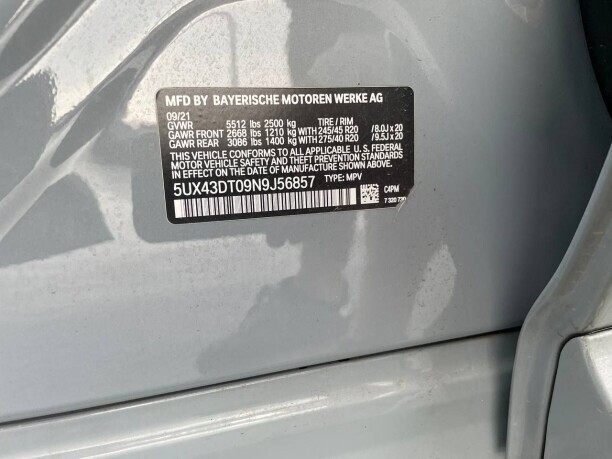 MFD BY BAYERISCHE MOTOREN WERKE AG
09/21
GVWR 5512 lbs 2500 kg TIRE / RIM
GAWR FRONT 2668 lbs 1210 kg WITH 245/45 R20 / 8.0J x 20
GAWR REAR 3086 lbs 1400 kg WITH 275/40 R20 / 9.5J x 20
THIS VEHICLE CONFORMS TO ALL APPLICABLE U.S. FEDERAL
MOTOR VEHICLE SAFETY AND THEFT PREVENTION STANDARDS
IN EFFECT ON THE DATE OF MANUFACTURE SHOWN ABOVE.
5UX43DT09N9J56857 TYPE: MPV
C4PM